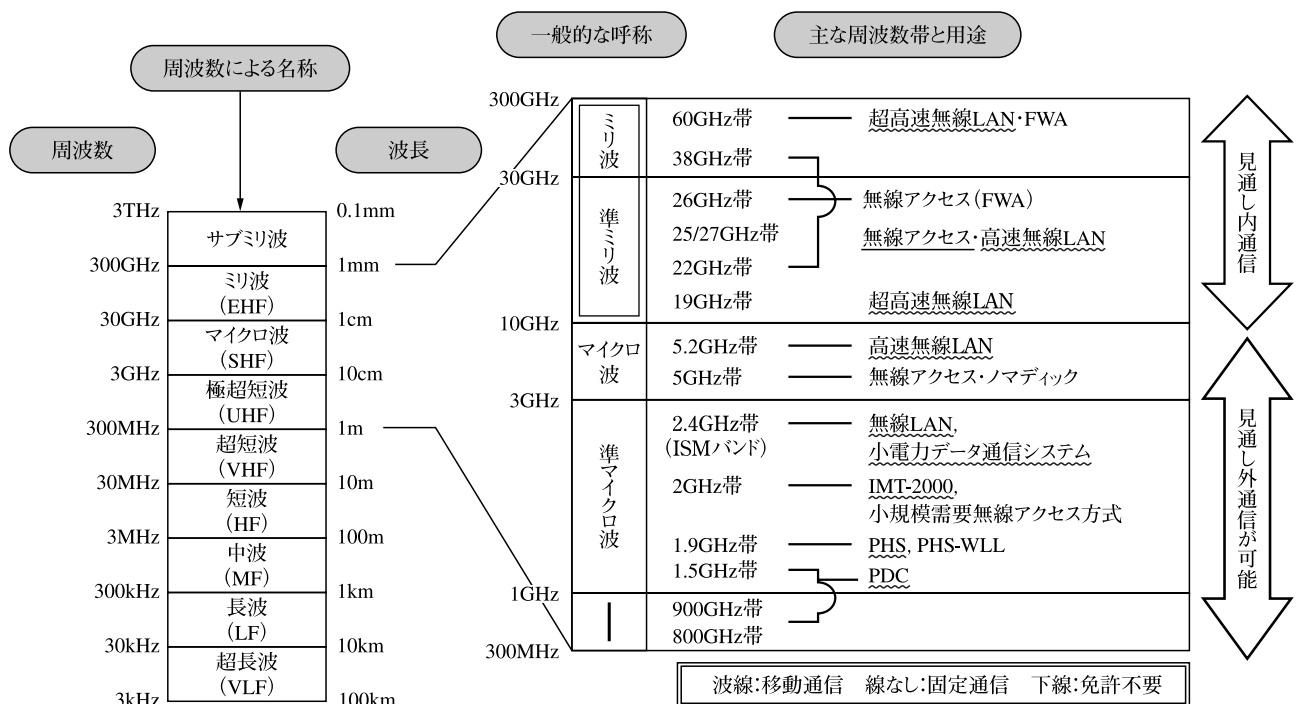 周波数による名称
一般的な呼称
主な周波数帯と用途
周波数
波長
3THz
0.1mm
サブミリ波
300GHz
1mm
ミリ波
(EHF)
30GHz
1cm
マイクロ波
(SHF)
3GHz
10cm
極超短波
(UHF)
300MHz
1m
超短波
(VHF)
30MHz
10m
短波
(HF)
3MHz
100m
中波
(MF)
300kHz
1km
長波
(LF)
30kHz
10km
超長波
(VLF)
3kHz
100km
300GHz
ミリ波
60GHz帯
超高速無線LAN・FWA
38GHz帯
30GHz
準ミリ波
26GHz帯
無線アクセス(FWA)
25/27GHz帯
無線アクセス・高速無線LAN
22GHz帯
19GHz帯
超高速無線LAN
10GHz
マイクロ
波
5.2GHz帯
高速無線LAN
5GHz帯
無線アクセス・ノマディック
3GHz
準マイクロ波
2.4GHz帯
(ISMバンド)
無線LAN,
小電力データ通信システム
2GHz帯
IMT-2000,
小規模需要無線アクセス方式
1.9GHz帯
PHS, PHS-WLL
1.5GHz帯
PDC
1GHz
900GHz帯
800GHz帯
300MHz
見通し内通信
見通し外通信が可能
波線:移動通信 線なし:固定通信 下線:免許不要